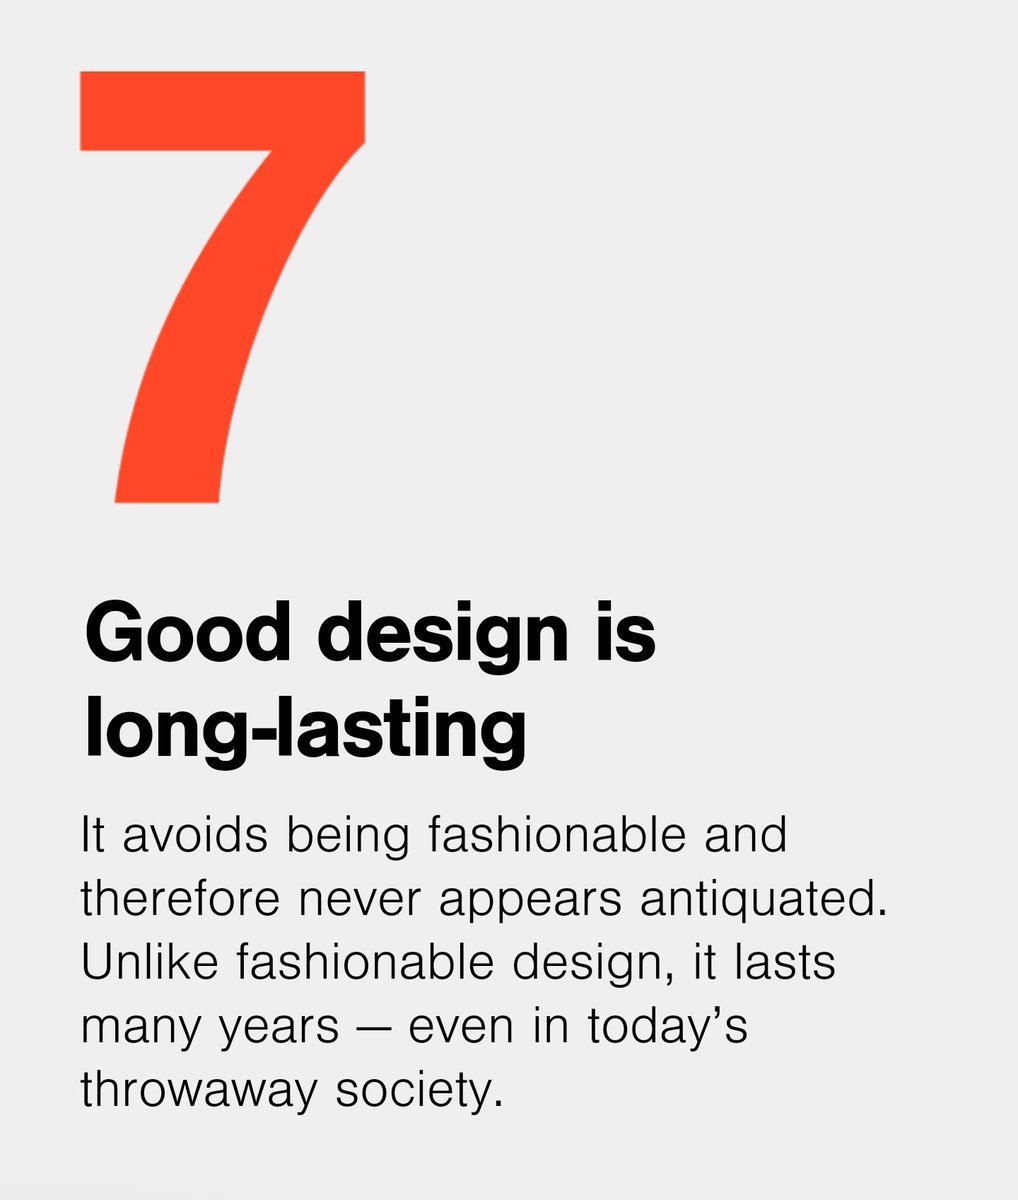 7
Good design is
long-lasting
It avoids being fashionable and
therefore never appears antiquated.
Unlike fashionable design, it lasts
many years — even in today’s
throwaway society.